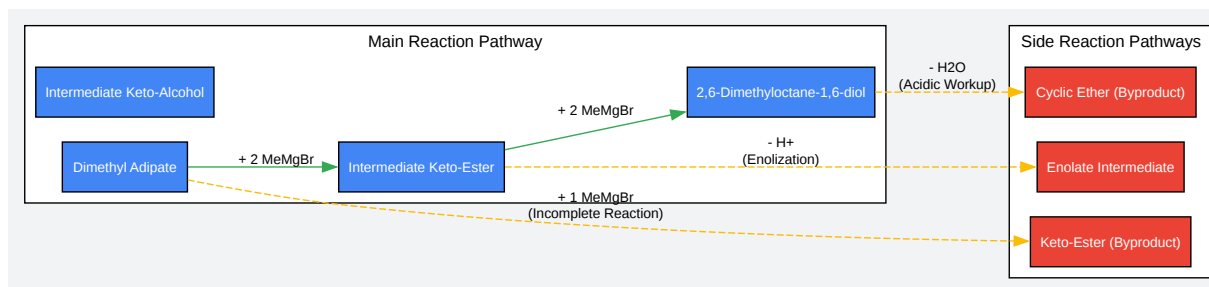 Main Reaction Pathway
Side Reaction Pathways
Intermediate Keto-Alcohol
2,6-Dimethyloctane-1,6-diol
- H2O
(Acidic Workup)
Cyclic Ether (Byproduct)
+ 2 MeMgBr
Dimethyl Adipate
+ 2 MeMgBr
Intermediate Keto-Ester
- H+
(Enolization)
Enolate Intermediate
+ 1 MeMgBr
(Incomplete Reaction)
Keto-Ester (Byproduct)